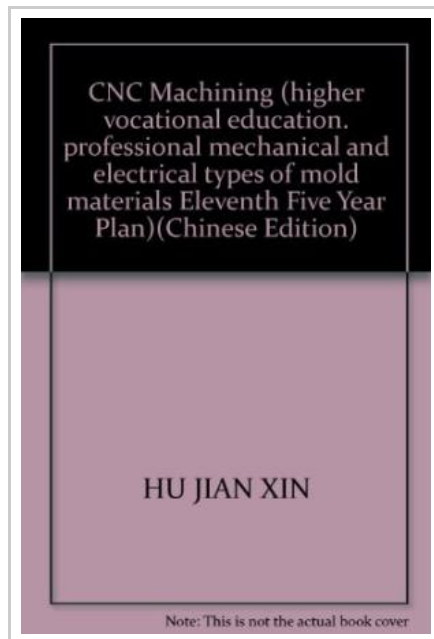 CNC Machining (higher
vocational education.
professional mechanical and
electrical types of mold
materials Eleventh Five Year
Plan)(Chinese Edition)
HU JIAN XIN
Note: This is not the actual book cover